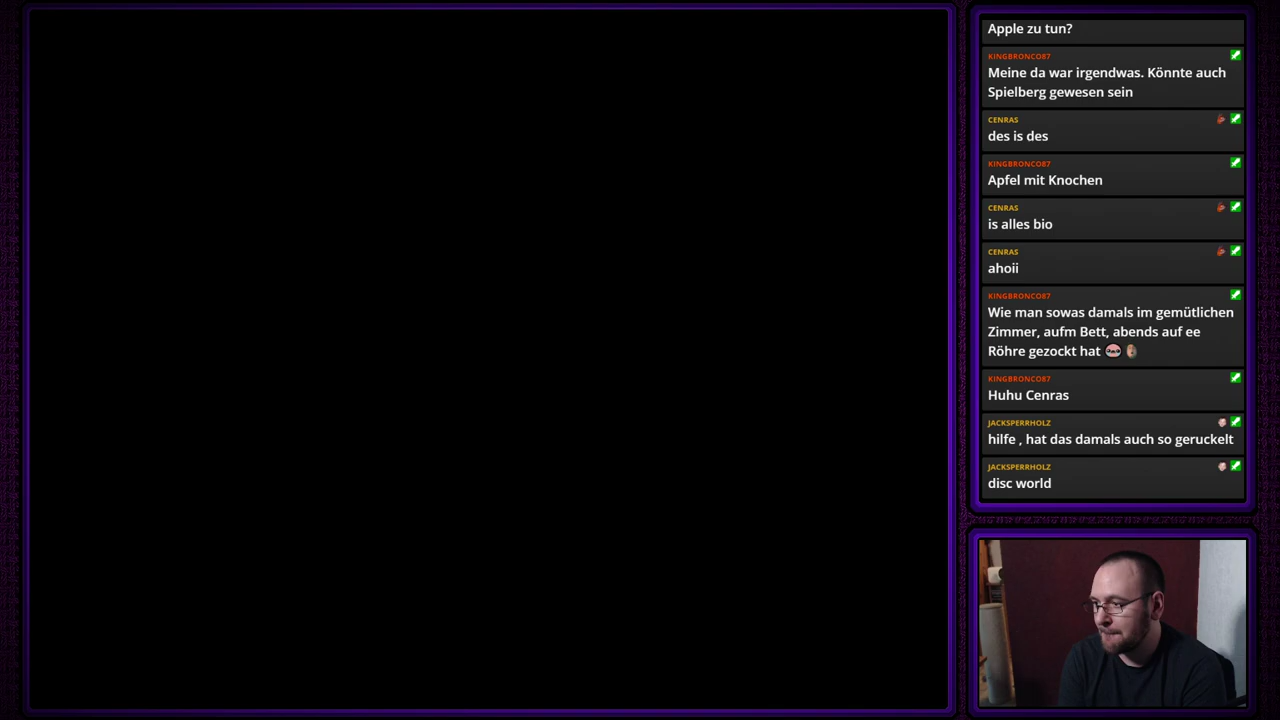 Apple zu tun?
KINGBRONCO87
Meine da war irgendwas. Könnte auch
Spielberg gewesen sein
CENRAS
des is des
KINGBRONCO87
Apfel mit Knochen
CENRAS
is alles bio
CENRAS
ahoii
KINGBRONCO87
Wie man sowas damals im gemütlichen
Zimmer, aufm Bett, abends auf ee
Röhre gezockt hat
KINGBRONCO87
Huhu Cenras
JACKSPERRHOLZ
hilfe , hat das damals auch so geruckelt
JACKSPERRHOLZ
disc world